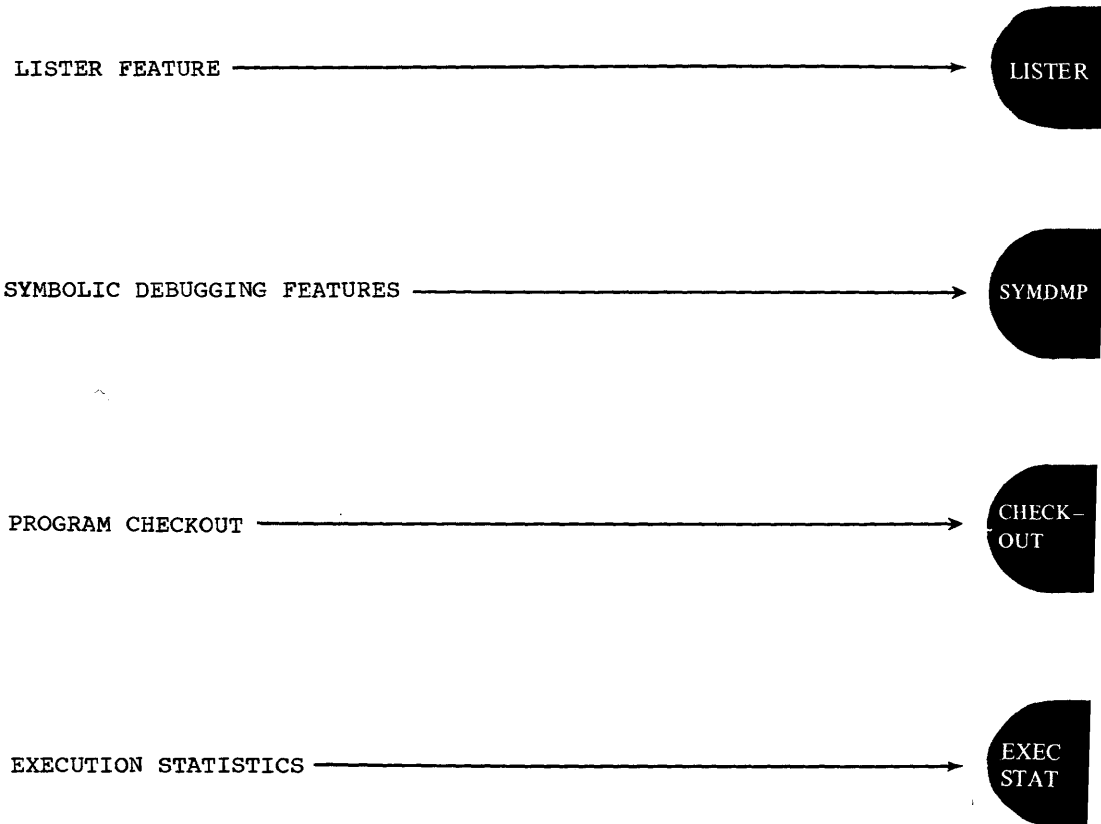 LISTER FEATURE
LISTER
SYMBOLIC DEBUGGING FEATURES
SYMDMP
PROGRAM CHECKOUT
CHECK–
OUT
EXECUTION STATISTICS
EXEC
STAT